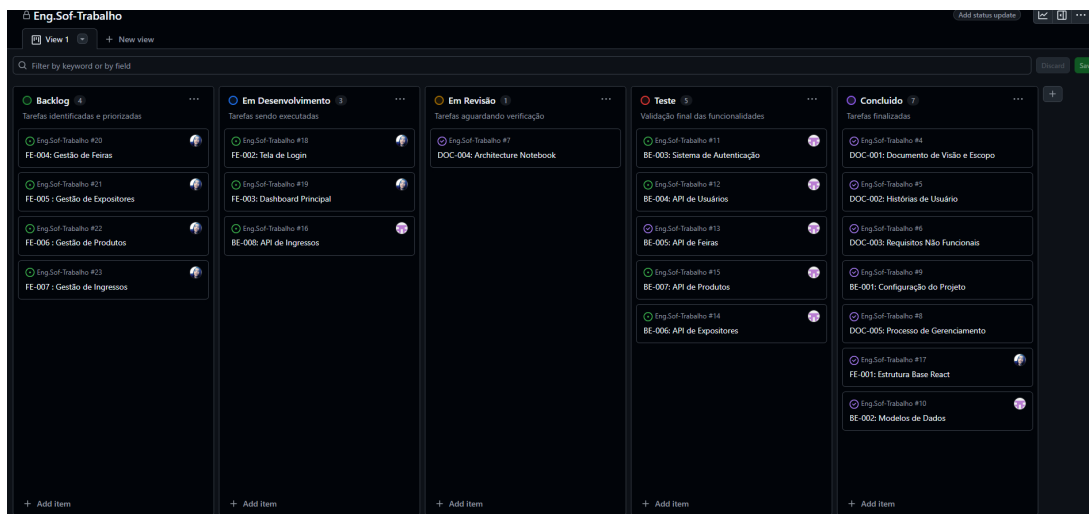 Eng.Sof-Trabalho
Add status update
View 1
+ New view
Filter by keyword or by field
Discard
Backlog 4
Tarefas identificadas e priorizadas
Eng.Sof-Trabalho #20
FE-004: Gestão de Feiras
Eng.Sof-Trabalho #21
FE-005 : Gestão de Expositores
Eng.Sof-Trabalho #22
FE-006 : Gestão de Produtos
Eng.Sof-Trabalho #23
FE-007 : Gestão de Ingressos
+ Add item
Em Desenvolvimento 3
Tarefas sendo executadas
Eng.Sof-Trabalho #18
FE-002: Tela de Login
Eng.Sof-Trabalho #19
FE-003: Dashboard Principal
Eng.Sof-Trabalho #16
BE-008: API de Ingressos
+ Add item
Em Revisão 1
Tarefas aguardando verificação
Eng.Sof-Trabalho #7
DOC-004: Architecture Notebook
+ Add item
Teste 5
Validação final das funcionalidades
Eng.Sof-Trabalho #11
BE-003: Sistema de Autenticação
Eng.Sof-Trabalho #12
BE-004: API de Usuários
Eng.Sof-Trabalho #13
BE-005: API de Feiras
Eng.Sof-Trabalho #15
BE-007: API de Produtos
Eng.Sof-Trabalho #14
BE-006: API de Expositores
+ Add item
Concluido 7
Tarefas finalizadas
Eng.Sof-Trabalho #4
DOC-001: Documento de Visão e Escopo
Eng.Sof-Trabalho #5
DOC-002: Histórias de Usuário
Eng.Sof-Trabalho #6
DOC-003: Requisitos Não Funcionais
Eng.Sof-Trabalho #9
BE-001: Configuração do Projeto
Eng.Sof-Trabalho #8
DOC-005: Processo de Gerenciamento
Eng.Sof-Trabalho #17
FE-001: Estrutura Base React
Eng.Sof-Trabalho #10
BE-002: Modelos de Dados
+ Add item